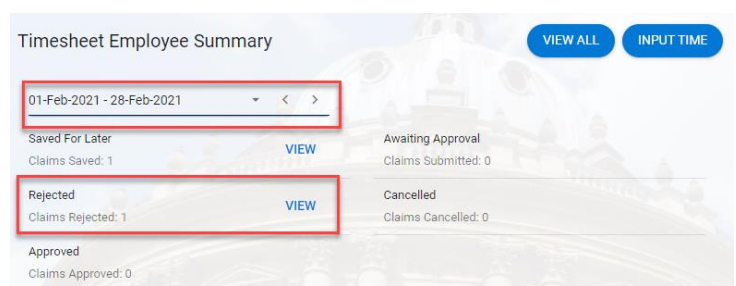 Timesheet Employee Summary
VIEW ALL
INPUT TIME
01-Feb-2021 - 28-Feb-2021
Saved For Later
Claims Saved: 1
VIEW
Awaiting Approval
Claims Submitted: 0
Rejected
Claims Rejected: 1
VIEW
Cancelled
Claims Cancelled: 0
Approved
Claims Approved: 0